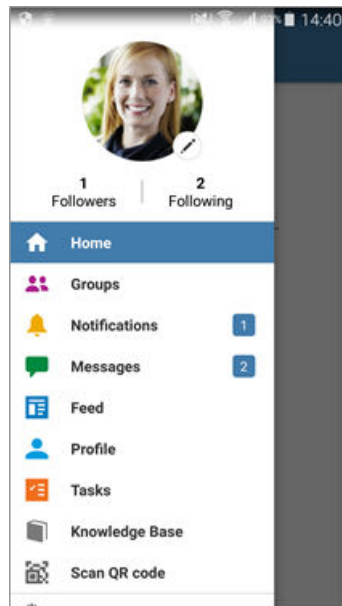 14:40
1
Followers
2
Following
Home
Groups
Notifications 1
Messages 2
Feed
Profile
Tasks
Knowledge Base
Scan QR code